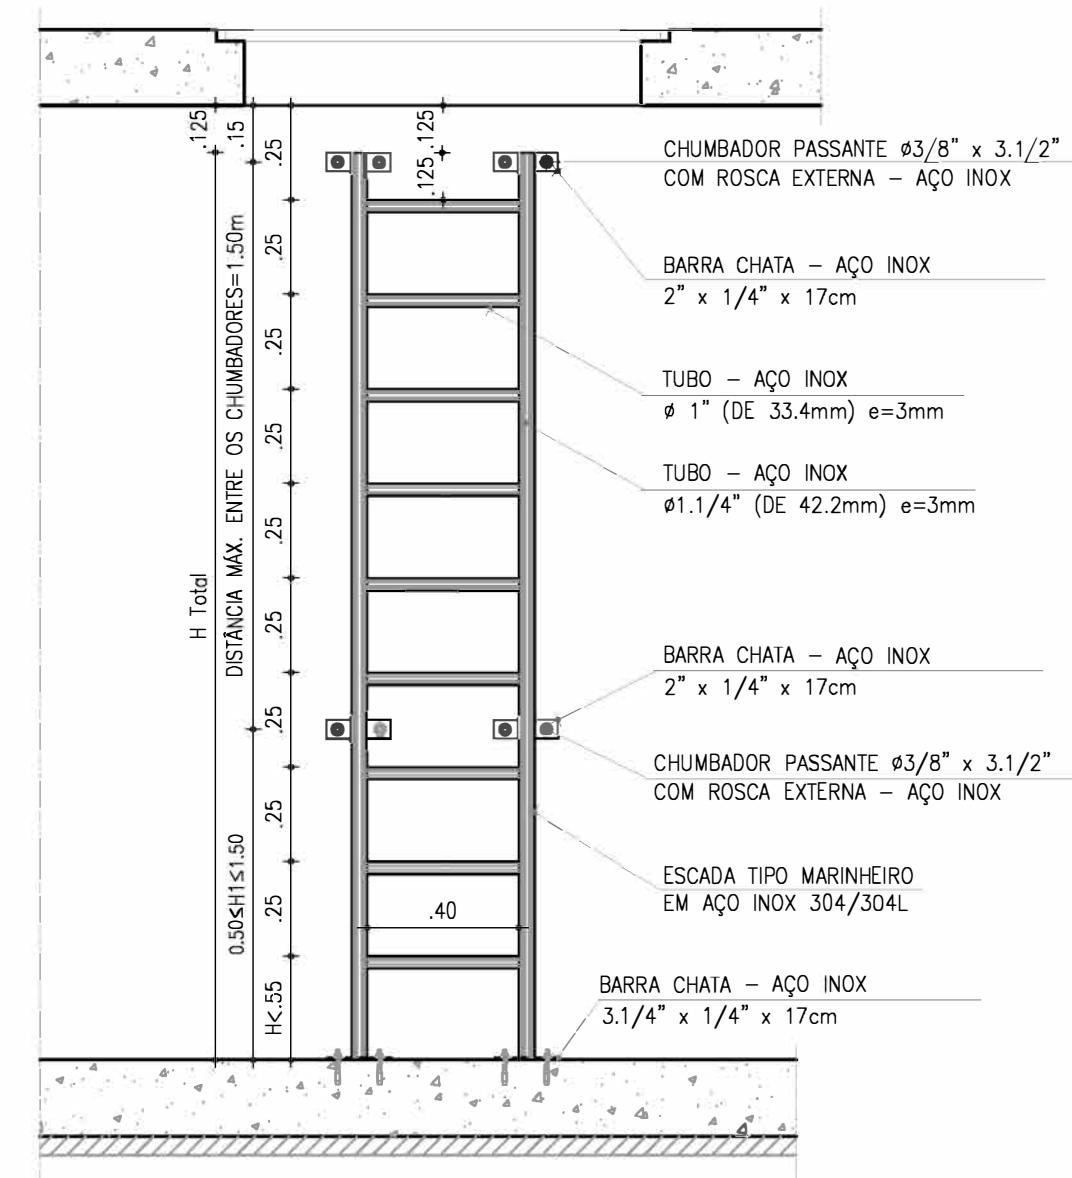 .125
.15
.25
.125
.125
CHUMBADOR PASSANTE ø3/8" x 3.1/2"
COM ROSCA EXTERNA – AÇO INOX
BARRA CHATA – AÇO INOX
2" x 1/4" x 17cm
.25
.25
TUBO – AÇO INOX
ø 1" (DE 33.4mm) e=3mm
.25
TUBO – AÇO INOX
ø1.1/4" (DE 42.2mm) e=3mm
.25
DISTÂNCIA MÁX. ENTRE OS CHUMBADORES=1.50m
H Total
.25
BARRA CHATA – AÇO INOX
2" x 1/4" x 17cm
.25
CHUMBADOR PASSANTE ø3/8" x 3.1/2"
COM ROSCA EXTERNA – AÇO INOX
.25
0.50≤H1≤1.50
ESCADA TIPO MARINHEIRO
EM AÇO INOX 304/304L
.25
.40
H<.55
BARRA CHATA – AÇO INOX
3.1/4" x 1/4" x 17cm